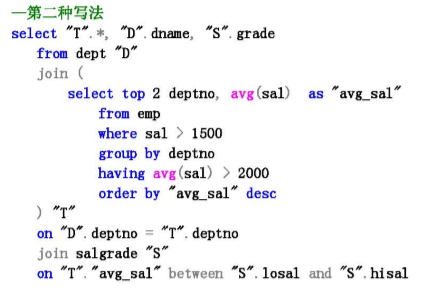 —第二种写法
select "T".*, "D".dname, "S".grade
from dept "D"
join (
select top 2 deptno, avg(sal) as "avg_sal"
from emp
where sal > 1500
group by deptno
having avg(sal) > 2000
order by "avg_sal" desc
) "T"
on "D".deptno = "T".deptno
join salgrade "S"
on "T"."avg_sal" between "S".losal and "S".hisal